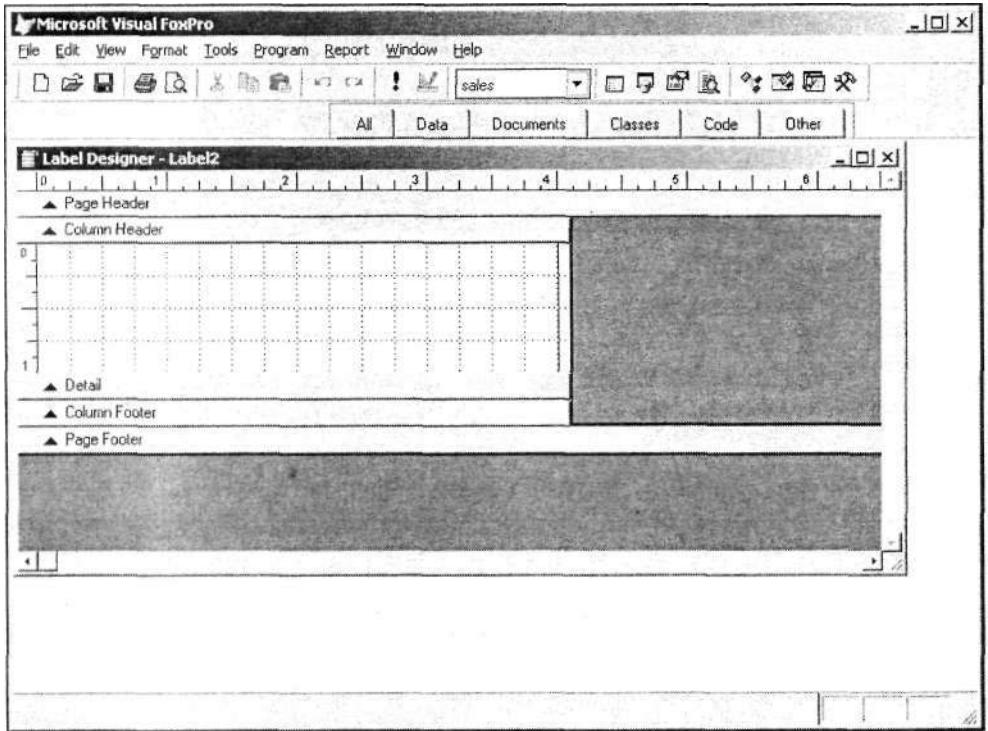 Microsoft Visual FoxPro
File Edit View Format Tools Program Report Window Help
sales
All Data Documents Classes Code Other
Label Designer - Label2
0 1 2 3 4 5 6
Page Header
Column Header
0
1
Detail
Column Footer
Page Footer